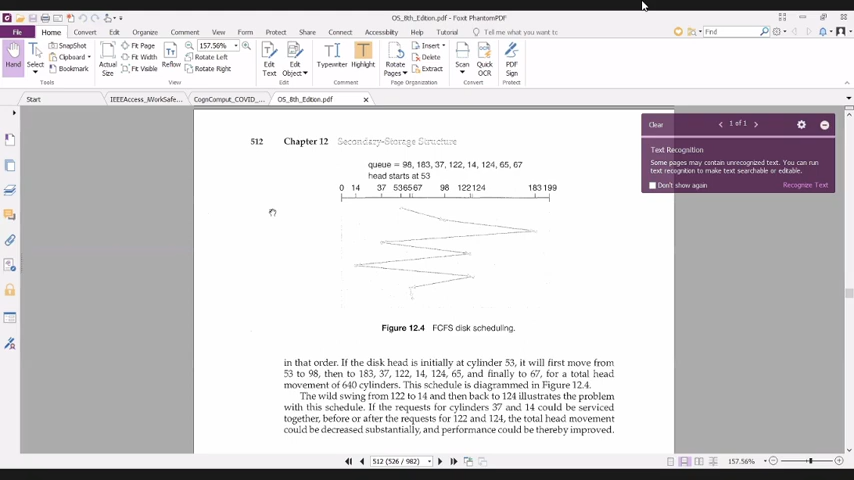 OS_8th_Edition.pdf - Foxit PhantomPDF
File Home Convert Edit Organize Comment View Form Protect Share Connect Accessibility Help Tutorial Tell me what you want to Find
Hand
Select
SnapShot
Clipboard
Bookmark
Actual Size
Fit Page
Fit Width
Fit Visible
Reflow
157.56%
Rotate Left
Rotate Right
Edit Text
Edit Object
Typewriter
Highlight
Rotate Pages
Insert
Delete
Extract
Scan
Quick OCR
PDF Sign
Tools View Comment Page Organization Convert Protect
Start IEEEAccess_iWorkSafe... CognComput_COVID_... OS_8th_Edition.pdf
Clear 1 of 1
Text Recognition
Some pages may contain unrecognized text. You can run
text recognition to make text searchable or editable.
Don't show again Recognize Text
512 Chapter 12 Secondary-Storage Structure
queue = 98, 183, 37, 122, 14, 124, 65, 67
head starts at 53
0 14 37 536567 98 122124 183199
Figure 12.4 FCFS disk scheduling.
in that order. If the disk head is initially at cylinder 53, it will first move from
53 to 98, then to 183, 37, 122, 14, 124, 65, and finally to 67, for a total head
movement of 640 cylinders. This schedule is diagrammed in Figure 12.4.
The wild swing from 122 to 14 and then back to 124 illustrates the problem
with this schedule. If the requests for cylinders 37 and 14 could be serviced
together, before or after the requests for 122 and 124, the total head movement
could be decreased substantially, and performance could be thereby improved.
512 (526 / 982) 157.56%